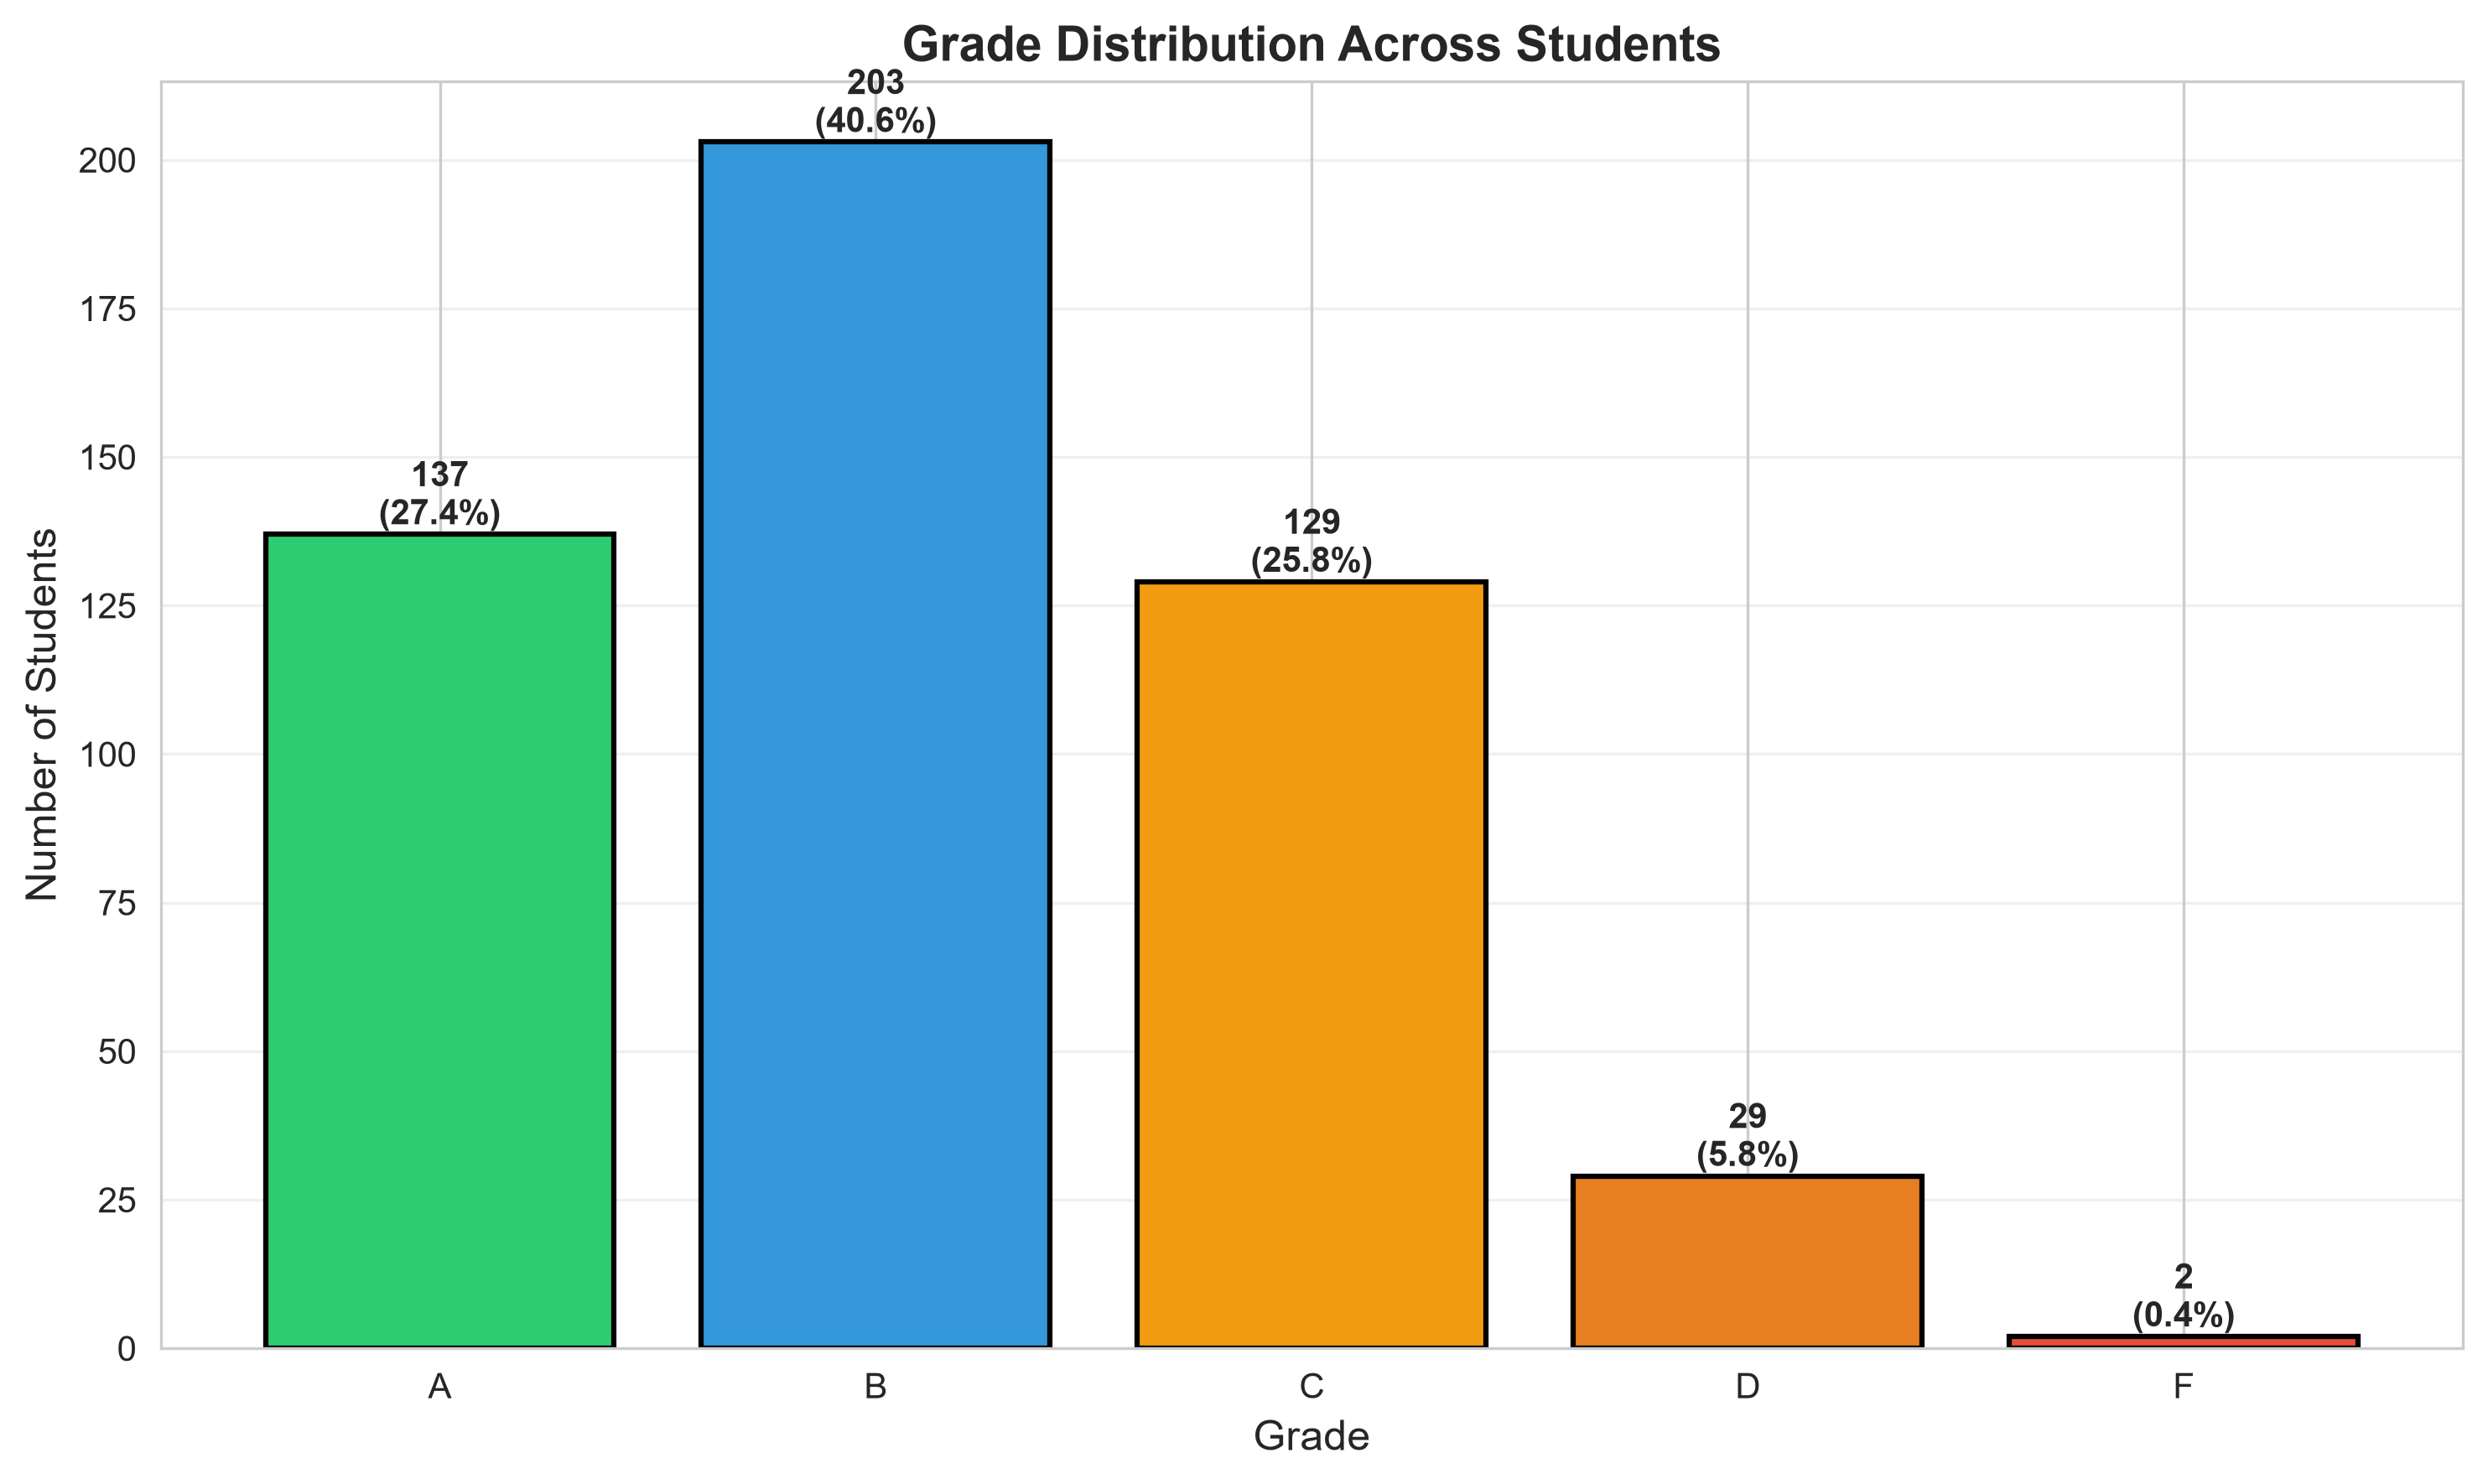 Grade Distribution Across Students
203
(40.6%)
137
(27.4%)
129
(25.8%)
29
(5.8%)
2
(0.4%)
Number of Students
200
175
150
125
100
75
50
25
0
A
B
C
D
F
Grade